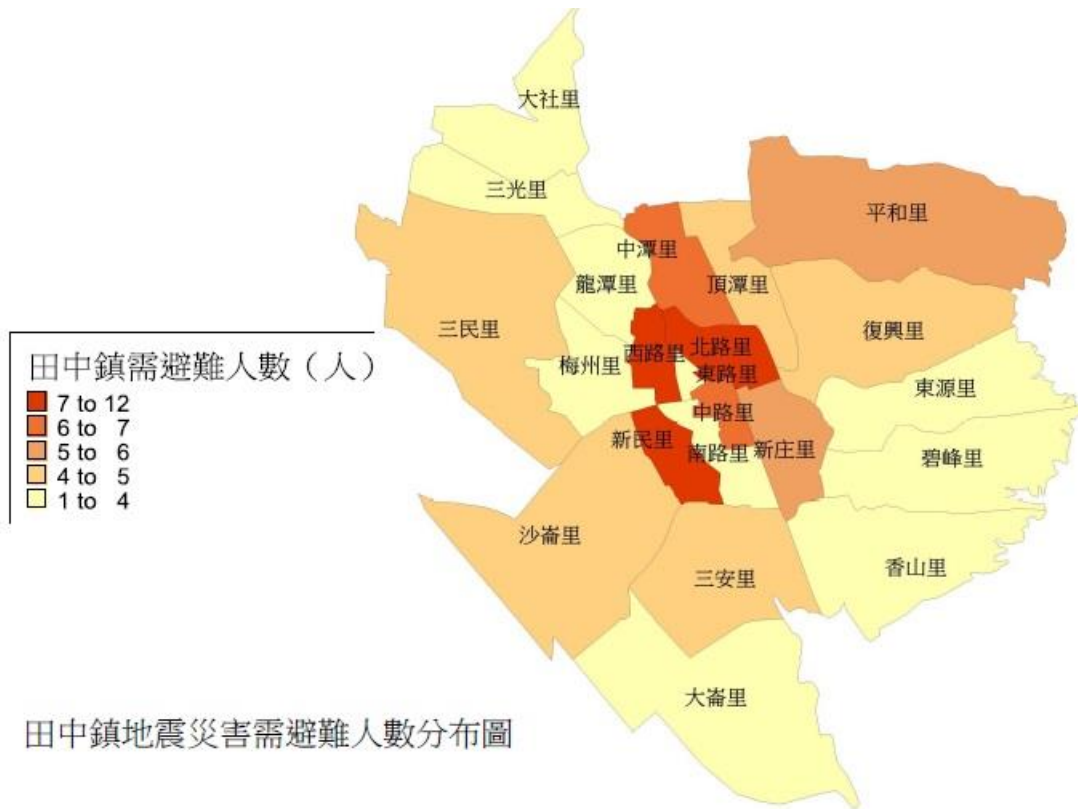 大社里
三光里
平和里
中潭里
龍潭里
頂潭里
三民里
復興里
北路里
西路里
梅州里
東路里
東源里
中路里
新民里
南路里
新庄里
碧峰里
沙崙里
香山里
三安里
大崙里
田中鎮需避難人數（人）
7 to 12
6 to 7
5 to 6
4 to 5
1 to 4
田中鎮地震災害需避難人數分布圖